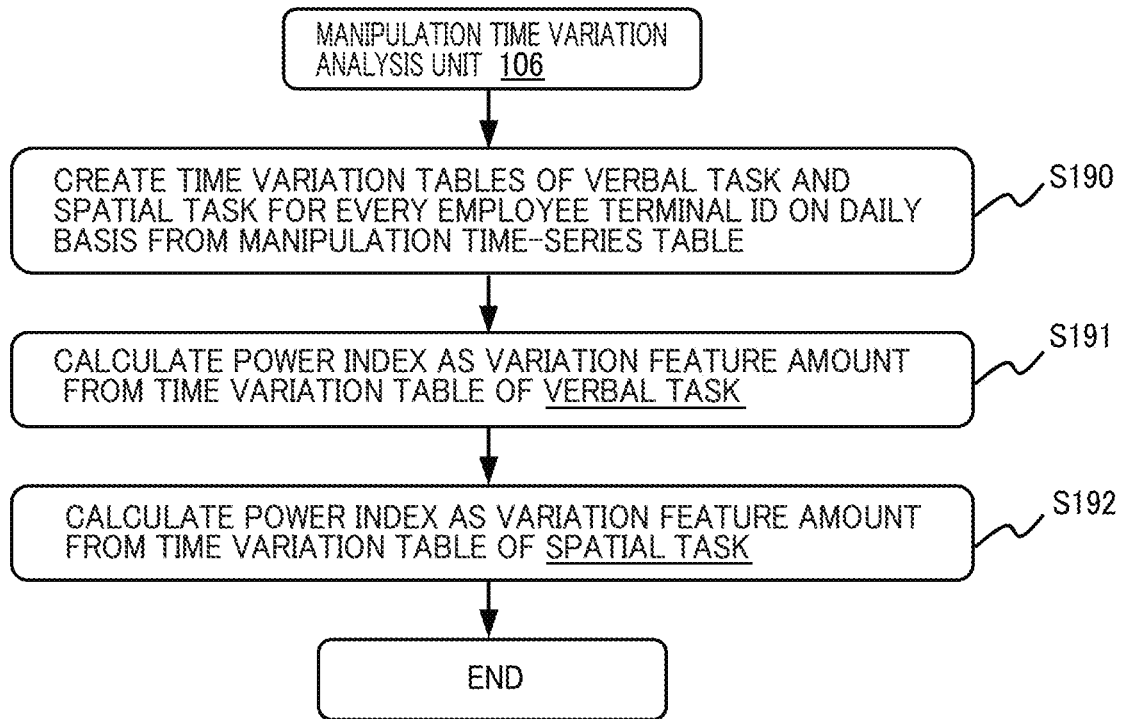 MANIPULATION TIME VARIATION
ANALYSIS UNIT 106
CREATE TIME VARIATION TABLES OF VERBAL TASK AND
SPATIAL TASK FOR EVERY EMPLOYEE TERMINAL ID ON DAILY
BASIS FROM MANIPULATION TIME-SERIES TABLE
S190
CALCULATE POWER INDEX AS VARIATION FEATURE AMOUNT
FROM TIME VARIATION TABLE OF VERBAL TASK
S191
CALCULATE POWER INDEX AS VARIATION FEATURE AMOUNT
FROM TIME VARIATION TABLE OF SPATIAL TASK
S192
END